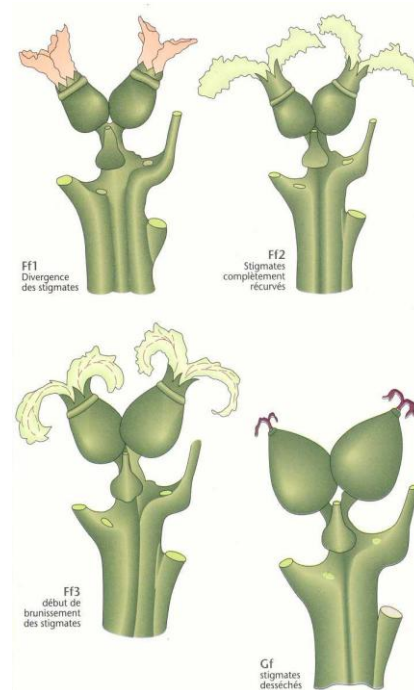 Ff1
Divergence
des stigmates
Ff2
Stigmates
complètement
récurvés
Ff3
début de
brunissement
des stigmates
Gf
stigmates
desséchés